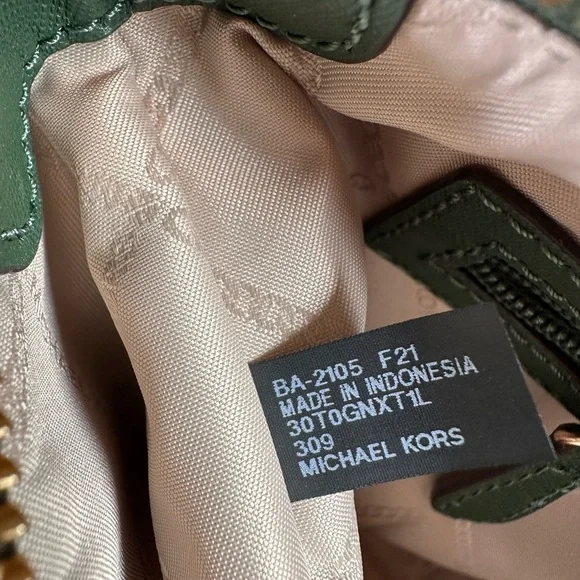 BA-2105 F21
MADE IN INDONESIA
30T0GNXT1L
309
MICHAEL KORS